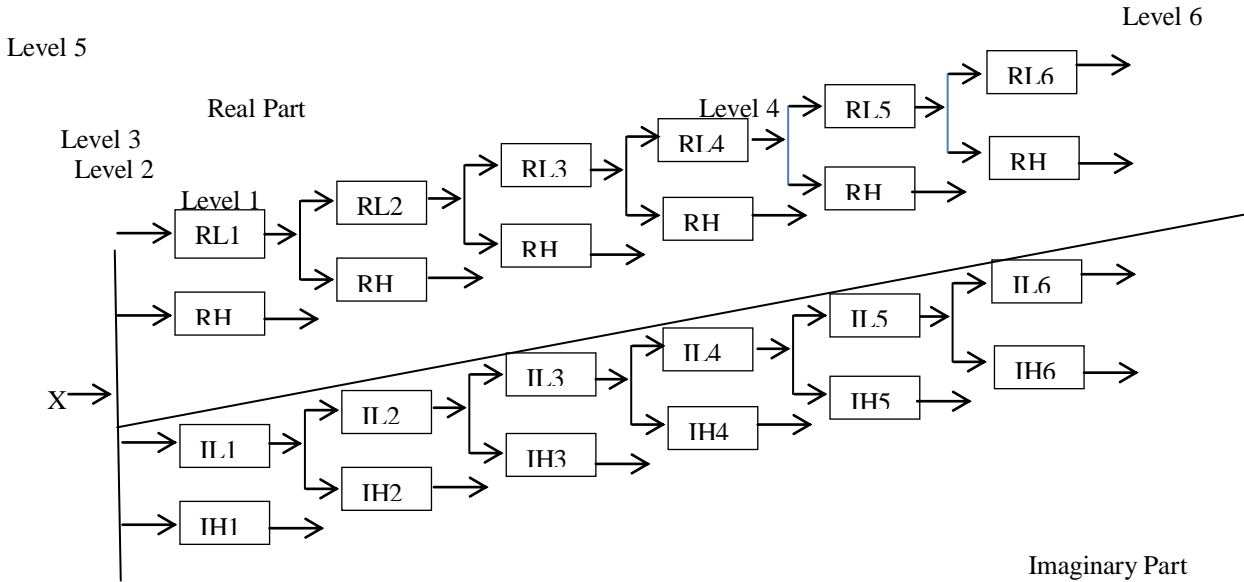 Level 6
Level 5
RL6
Real Part
Level 4
RL5
Level 3
RL4
RH
Level 2
RL3
RH
Level 1
RL2
RH
RL1
RH
RH
RH
IL6
IL5
IL4
IH6
IL3
X
IL2
IH5
IL1
IH4
IH3
IH2
IH1
Imaginary Part